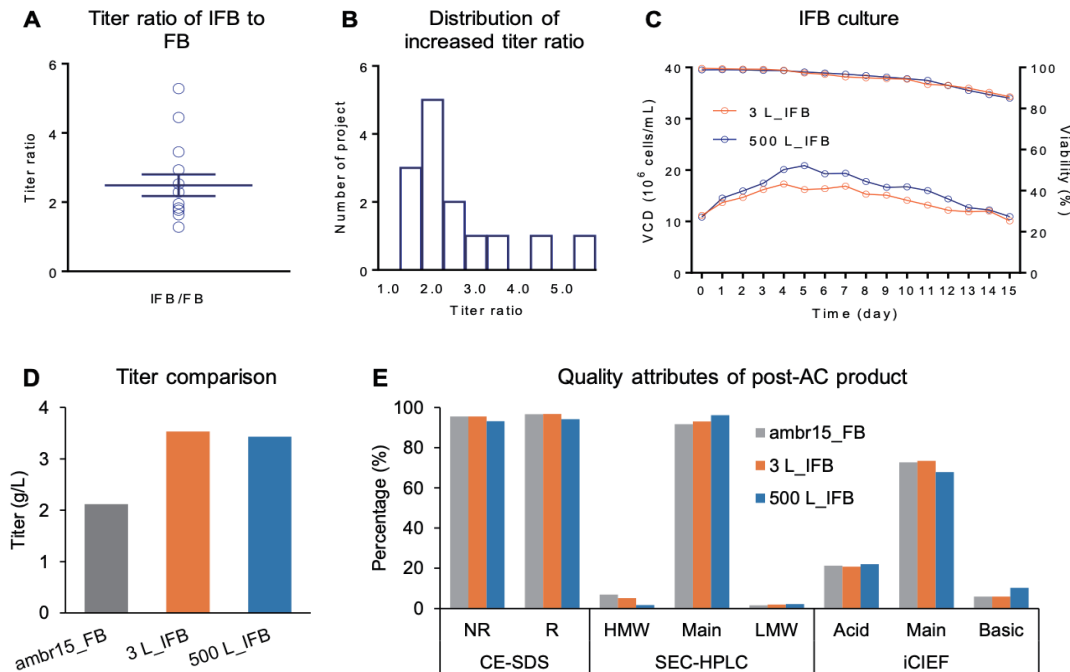 A
Titer ratio of IFB to
FB
Titer ratio
6
4
2
0
IFB/FB
B
Distribution of
increased titer ratio
Number of project
6
4
2
0
1.0 2.0 3.0 4.0 5.0
Titer ratio
C
IFB culture
VCD (10⁶ cells/mL)
40
30
20
10
0
3 L_IFB
500 L_IFB
100
80
60
40
20
0
Viability (%)
0 1 2 3 4 5 6 7 8 9 10 11 12 13 14 15
Time (day)
D
Titer comparison
Titer (g/L)
4
3
2
1
0
ambr15_FB 3 L_IFB 500 L_IFB
E
Quality attributes of post-AC product
Percentage (%)
100
80
60
40
20
0
ambr15_FB
3 L_IFB
500 L_IFB
NR R HMW Main LMW Acid Main Basic
CE-SDS SEC-HPLC iCIEF